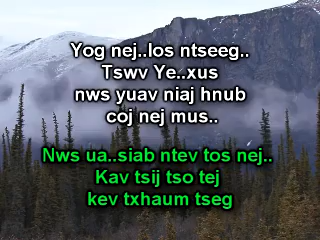 Yog nej..los ntseeg..
Tswv Ye..xus
nws yuav niaj hnub
coj nej mus..
Nws ua..siab ntev tos nej..
Kav tsij tso tej
kev txhaum tseg